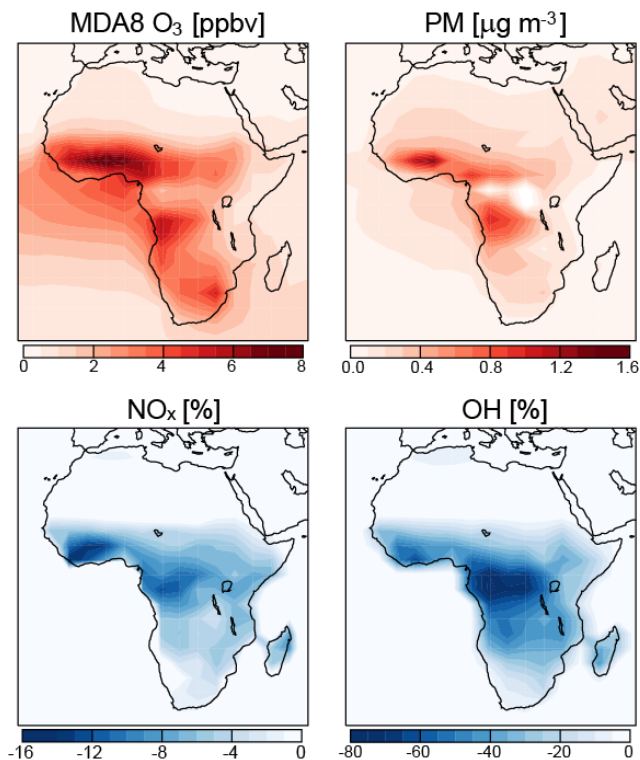 MDA8 O₃ [ppbv]
PM [μg m⁻³]
0 2 4 6 8
0.0 0.4 0.8 1.2 1.6
NOₓ [%]
OH [%]
-16 -12 -8 -4 0
-80 -60 -40 -20 0